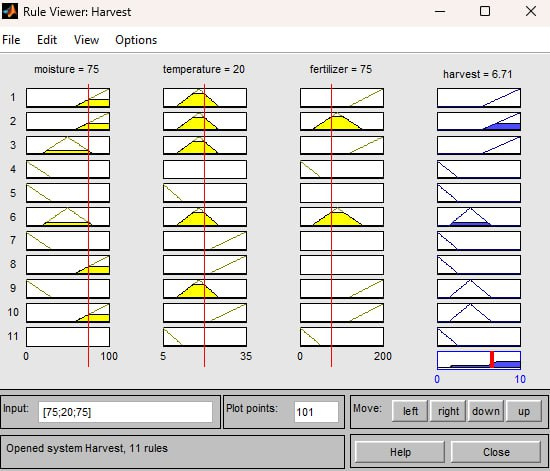 Rule Viewer: Harvest
File Edit View Options
moisture = 75 temperature = 20 fertilizer = 75 harvest = 6.71
1
2
3
4
5
6
7
8
9
10
11
0 100 5 35 0 200
0 10
Input: [75;20;75] Plot points: 101 Move: left right down up
Opened system Harvest, 11 rules Help Close